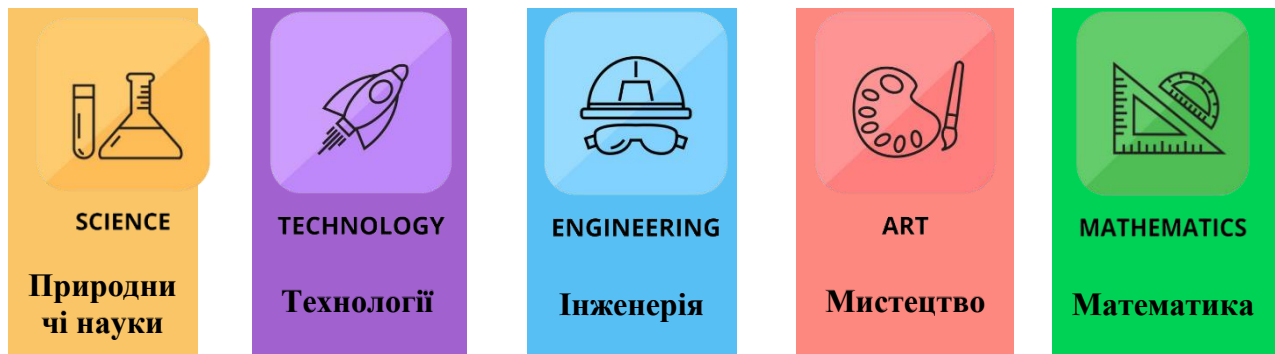 SCIENCE
Природни
чі науки
TECHNOLOGY
Технології
ENGINEERING
Інженерія
ART
Мистецтво
MATHEMATICS
Математика